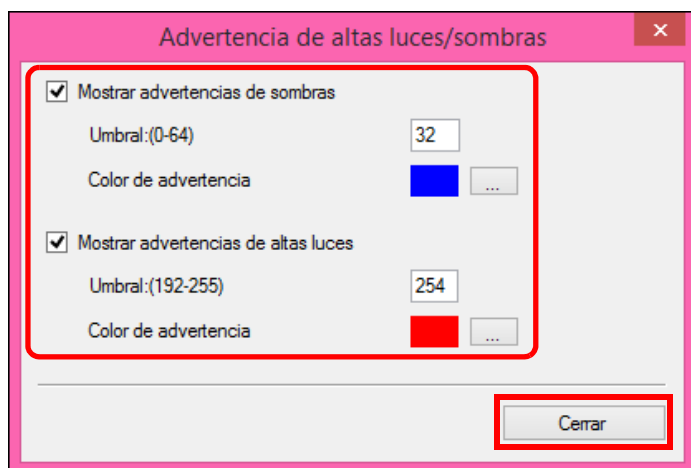 Advertencia de altas luces/sombras
Mostrar advertencias de sombras
Umbral:(0-64) 32
Color de advertencia ...
Mostrar advertencias de altas luces
Umbral:(192-255) 254
Color de advertencia ...
Cerrar